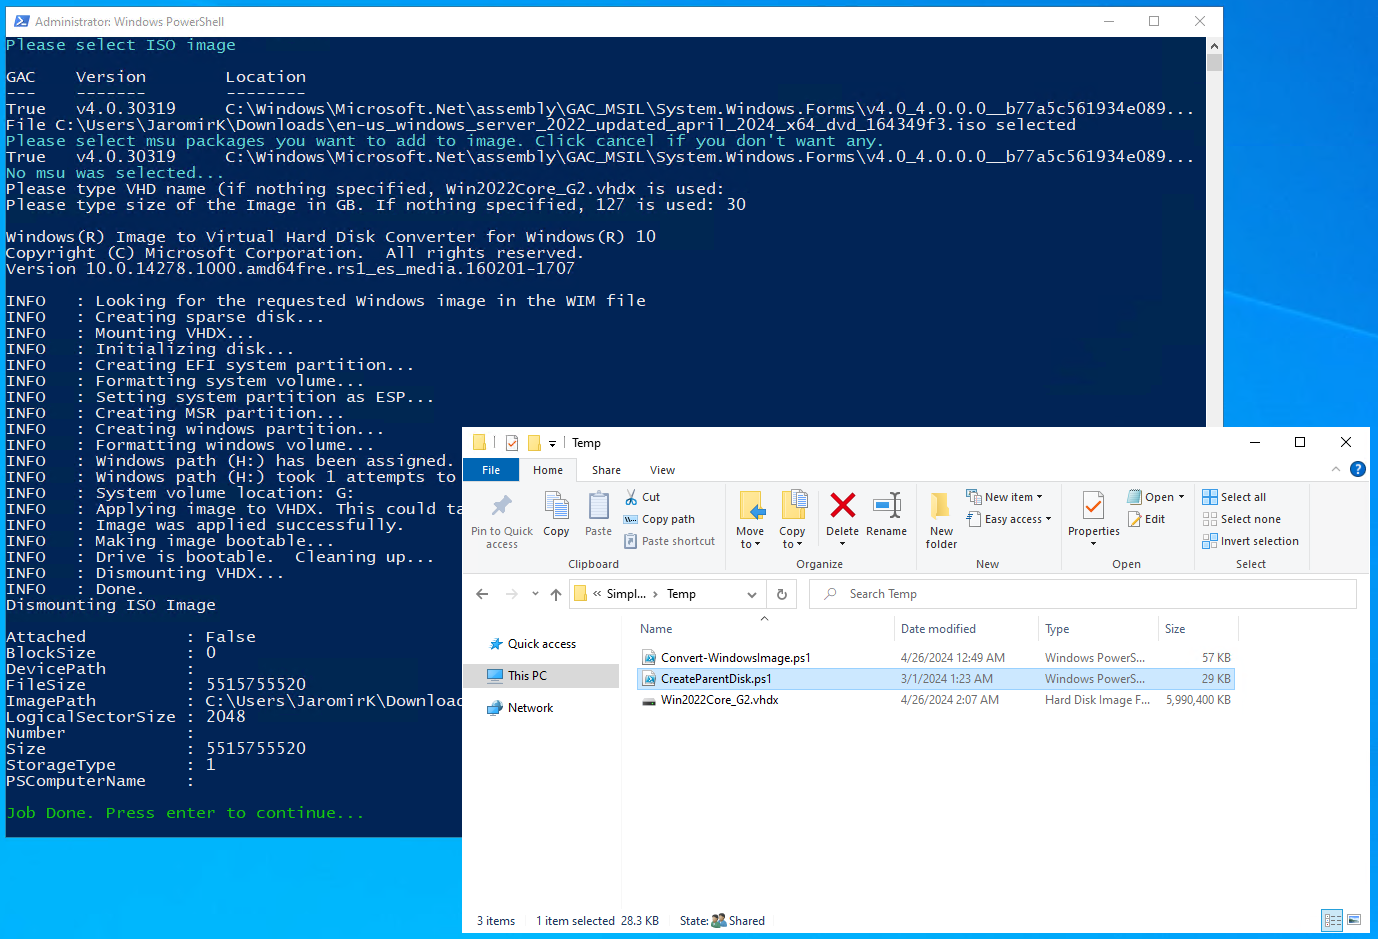 Administrator: Windows PowerShell
Please select ISO image
GAC    Version        Location
---    -------        --------
True   v4.0.30319     C:\Windows\Microsoft.Net\assembly\GAC_MSIL\System.Windows.Forms\v4.0_4.0.0.0__b77a5c561934e089...
File C:\Users\JaromirK\Downloads\en-us_windows_server_2022_updated_april_2024_x64_dvd_164349f3.iso selected
Please select msu packages you want to add to image. Click cancel if you don't want any.
True   v4.0.30319     C:\Windows\Microsoft.Net\assembly\GAC_MSIL\System.Windows.Forms\v4.0_4.0.0.0__b77a5c561934e089...
No msu was selected...
Please type VHD name (if nothing specified, Win2022Core_G2.vhdx is used:
Please type size of the Image in GB. If nothing specified, 127 is used: 30
Windows(R) Image to Virtual Hard Disk Converter for Windows(R) 10
Copyright (C) Microsoft Corporation.  All rights reserved.
Version 10.0.14278.1000.amd64fre.rs1_es_media.160201-1707
INFO   : Looking for the requested Windows image in the WIM file
INFO   : Creating sparse disk...
INFO   : Mounting VHDX...
INFO   : Initializing disk...
INFO   : Creating EFI system partition...
INFO   : Formatting system volume...
INFO   : Setting system partition as ESP...
INFO   : Creating MSR partition...
INFO   : Creating windows partition...
INFO   : Formatting windows volume...
INFO   : Windows path (H:) has been assigned.
INFO   : Windows path (H:) took 1 attempts to
INFO   : System volume location: G:
INFO   : Applying image to VHDX. This could ta
INFO   : Image was applied successfully.
INFO   : Making image bootable...
INFO   : Drive is bootable.  Cleaning up...
INFO   : Dismounting VHDX...
INFO   : Done.
Dismounting ISO Image
Attached          : False
BlockSize         : 0
DevicePath        :
FileSize          : 5515755520
ImagePath         : C:\Users\JaromirK\Downloa
LogicalSectorSize : 2048
Number            :
Size              : 5515755520
StorageType       : 1
PSComputerName    :
Job Done. Press enter to continue...
Temp
File Home Share View
Pin to Quick access
Copy
Paste
Cut
Copy path
Paste shortcut
Clipboard
Move to
Copy to
Delete
Rename
Organize
New folder
New item
Easy access
New
Properties
Open
Edit
Open
Select all
Select none
Invert selection
Select
« Simpl... › Temp
Search Temp
Quick access
This PC
Network
Name Date modified Type Size
Convert-WindowsImage.ps1 4/26/2024 12:49 AM Windows PowerS... 57 KB
CreateParentDisk.ps1 3/1/2024 1:23 AM Windows PowerS... 29 KB
Win2022Core_G2.vhdx 4/26/2024 2:07 AM Hard Disk Image F... 5,990,400 KB
3 items 1 item selected 28.3 KB State: Shared